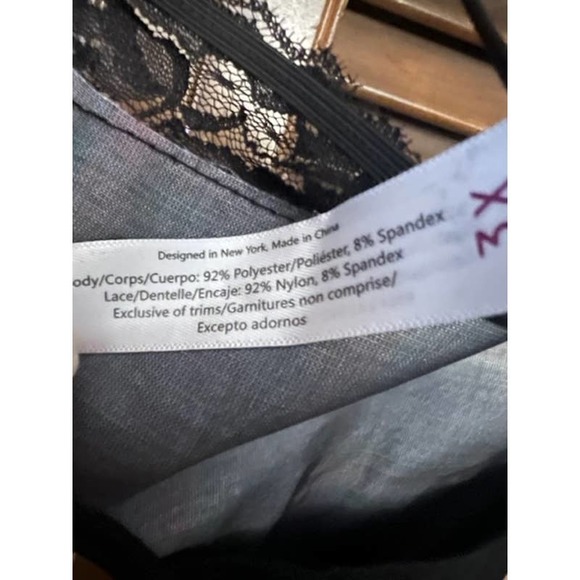 Designed in New York, Made in China
ody/Corps/Cuerpo: 92% Polyester/Poliéster, 8% Spandex
Lace/Dentelle/Encaje: 92% Nylon, 8% Spandex
Exclusive of trims/Garnitures non comprise/
Excepto adornos
3X